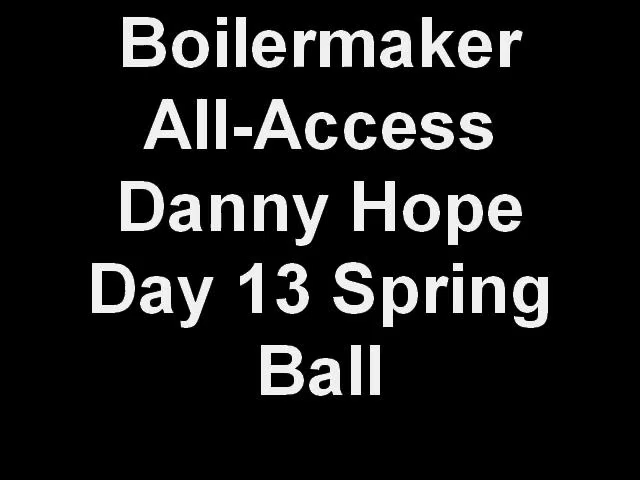 Boilermaker
All-Access
Danny Hope
Day 13 Spring
Ball